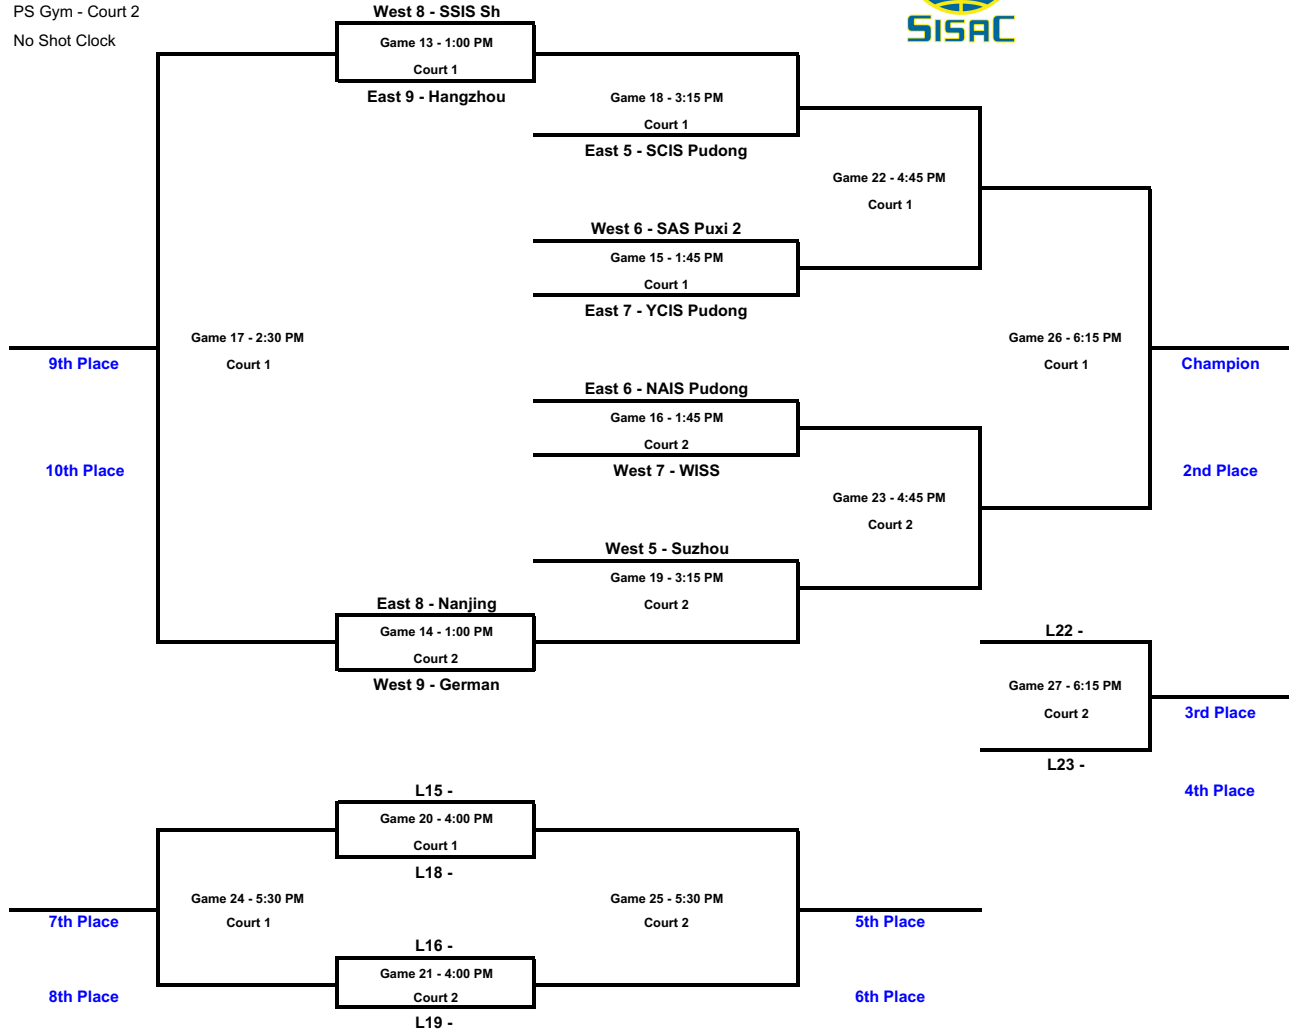 PS Gym - Court 2
West 8 - SSIS Sh
SISAC
No Shot Clock
Game 13 - 1:00 PM
Court 1
East 9 - Hangzhou
Game 18 - 3:15 PM
Court 1
East 5 - SCIS Pudong
Game 22 - 4:45 PM
Court 1
West 6 - SAS Puxi 2
Game 15 - 1:45 PM
Court 1
East 7 - YCIS Pudong
Game 17 - 2:30 PM
Court 1
Game 26 - 6:15 PM
Court 1
9th Place
Champion
East 6 - NAIS Pudong
Game 16 - 1:45 PM
Court 2
West 7 - WISS
10th Place
2nd Place
Game 23 - 4:45 PM
Court 2
West 5 - Suzhou
Game 19 - 3:15 PM
Court 2
East 8 - Nanjing
Game 14 - 1:00 PM
Court 2
West 9 - German
L22 -
Game 27 - 6:15 PM
Court 2
3rd Place
L23 -
4th Place
L15 -
Game 20 - 4:00 PM
Court 1
L18 -
Game 24 - 5:30 PM
Court 1
Game 25 - 5:30 PM
Court 2
7th Place
5th Place
L16 -
Game 21 - 4:00 PM
Court 2
8th Place
6th Place
L19 -